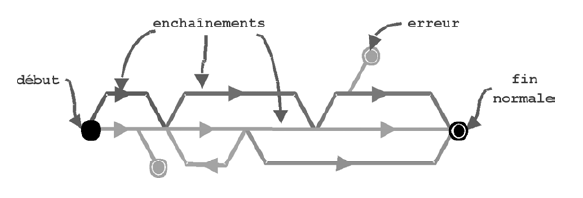 enchaînements
erreur
début
fin
normale